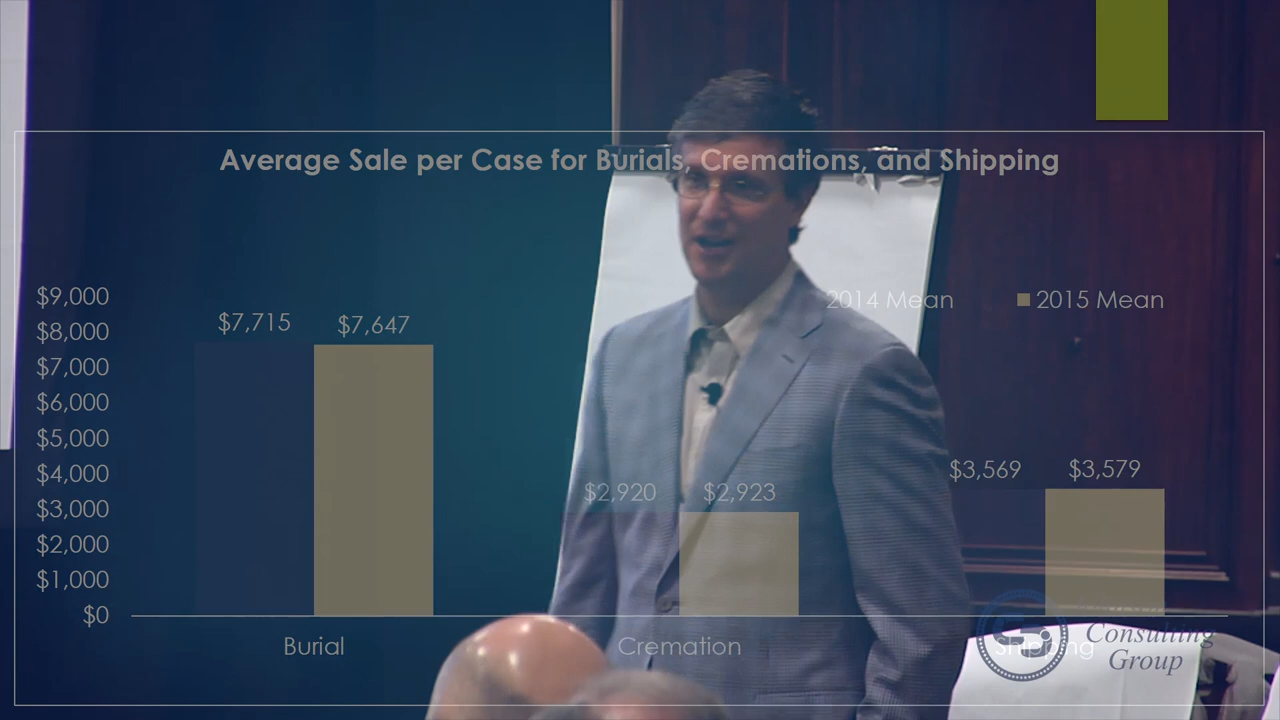 Average Sale per Case for Burials, Cremations, and Shipping
2014 Mean
2015 Mean
$9,000
$8,000
$7,000
$6,000
$5,000
$4,000
$3,000
$2,000
$1,000
$0
$7,715
$7,647
$2,920
$2,923
$3,569
$3,579
Burial
Cremation
Shipping
Consulting
Group